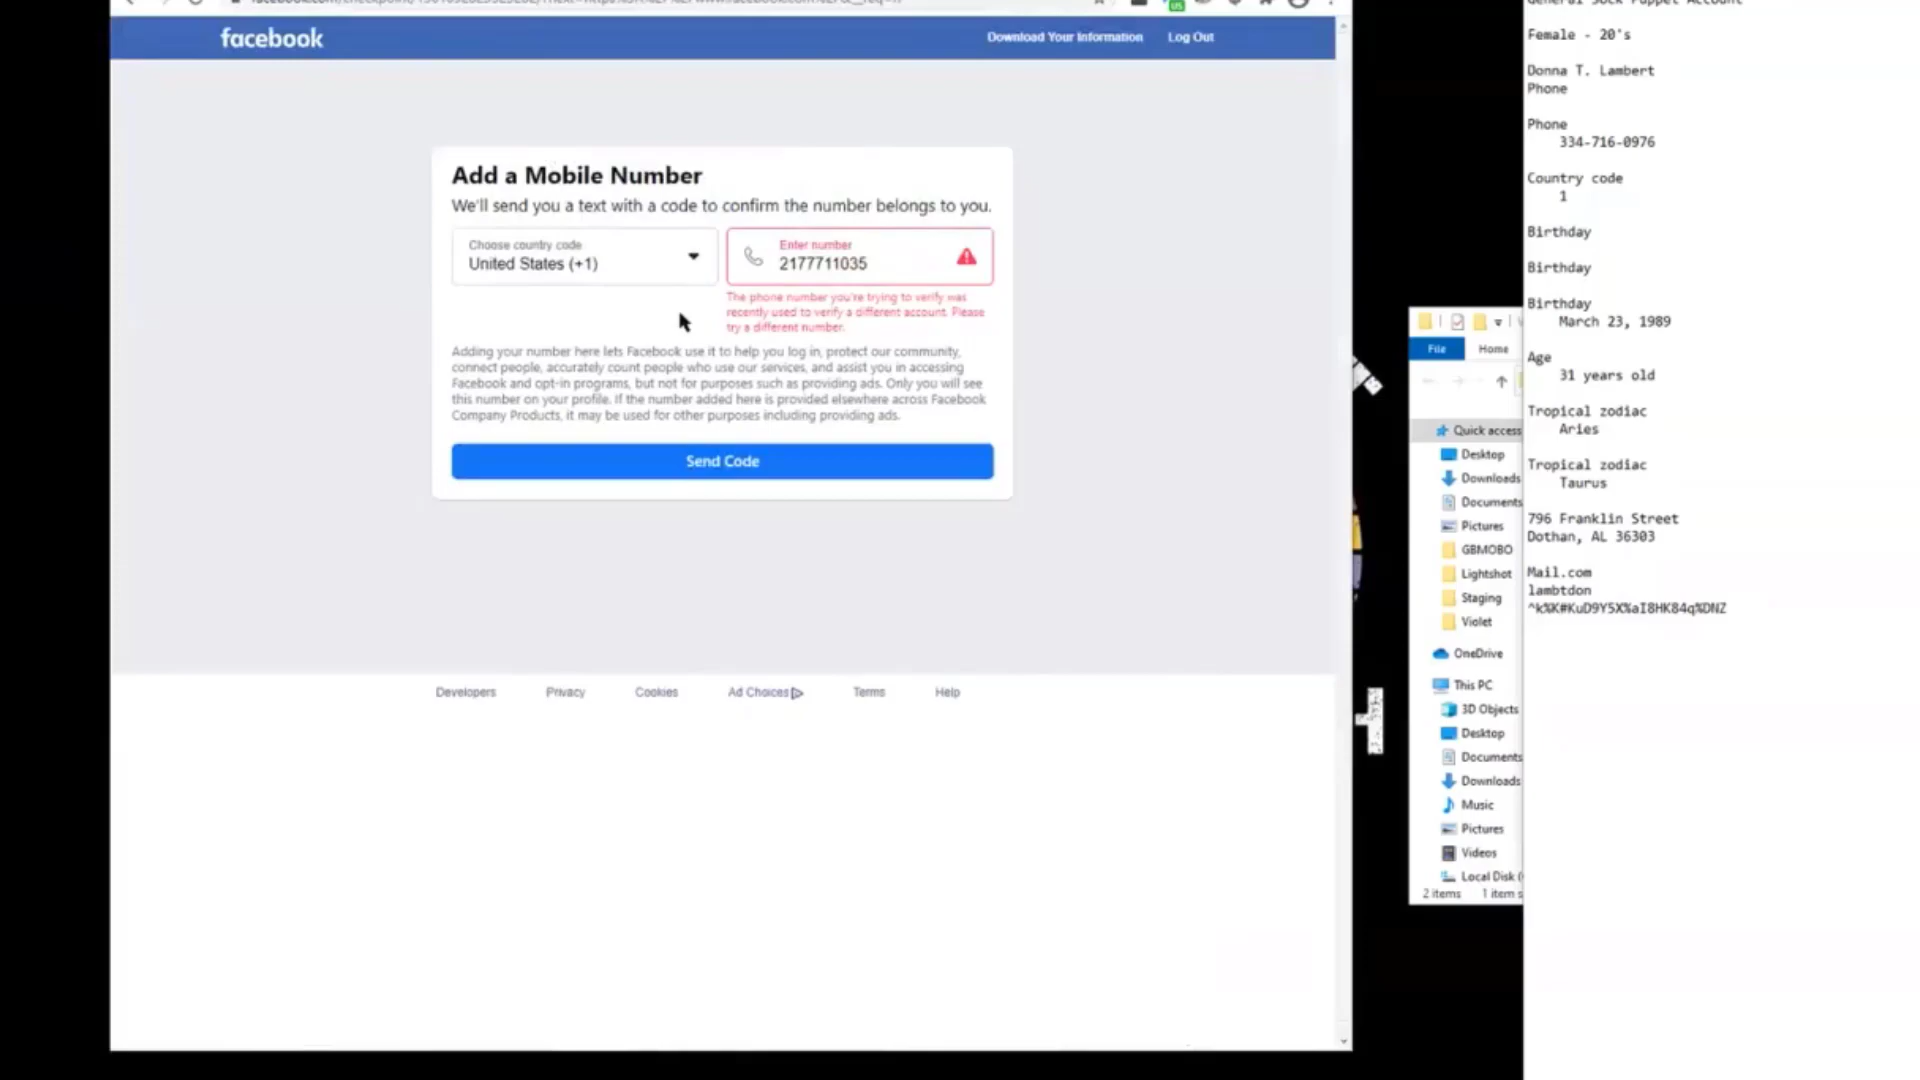 facebook
Download Your Information
Log Out
Add a Mobile Number
We'll send you a text with a code to confirm the number belongs to you.
Choose country code
United States (+1)
Enter number
2177711035
The phone number you're trying to verify was
recently used to verify a different account. Please
try a different number.
Adding your number here lets Facebook use it to help you log in, protect our community,
connect people, accurately count people who use our services, and assist you in accessing
Facebook and opt-in programs, but not for purposes such as providing ads. Only you will see
this number on your profile. If the number added here is provided elsewhere across Facebook
Company Products, it may be used for other purposes including providing ads.
Send Code
Developers
Privacy
Cookies
Ad Choices
Terms
Help
File
Home
Quick access
Desktop
Downloads
Documents
Pictures
GBMOBO
Lightshot
Staging
Violet
OneDrive
This PC
3D Objects
Desktop
Documents
Downloads
Music
Pictures
Videos
Local Disk (
2 items
1 item s
General Sock Puppet Account
Female - 20's
Donna T. Lambert
Phone
Phone
334-716-0976
Country code
1
Birthday
Birthday
Birthday
March 23, 1989
Age
31 years old
Tropical zodiac
Aries
Tropical zodiac
Taurus
796 Franklin Street
Dothan, AL 36303
Mail.com
lambtdon
^k%K#KuD9Y5X%aI8HK84q%DNZ